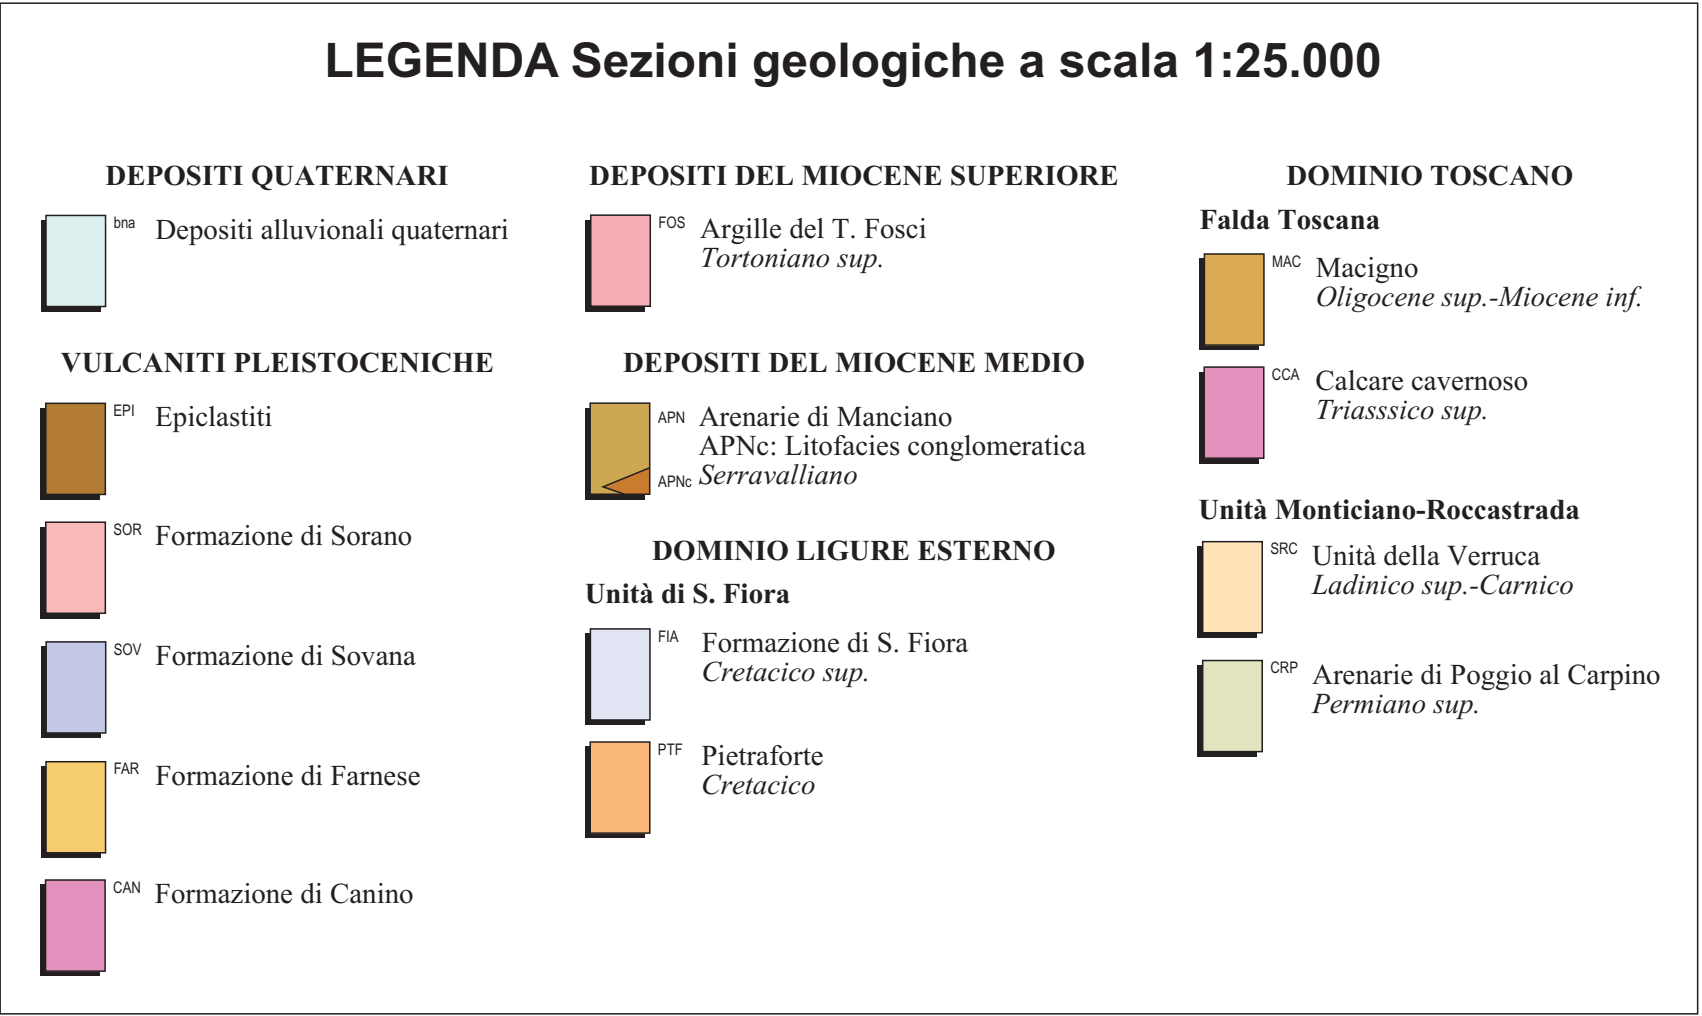 LEGENDA Sezioni geologiche a scala 1:25.000
DEPOSITI QUATERNARI
bna Depositi alluvionali quaternari
VULCANITI PLEISTOCENICHE
EPI Epiclastiti
SOR Formazione di Sorano
SOV Formazione di Sovana
FAR Formazione di Farnese
CAN Formazione di Canino
DEPOSITI DEL MIOCENE SUPERIORE
FOS Argille del T. Fosci
Tortoniano sup.
DEPOSITI DEL MIOCENE MEDIO
APN Arenarie di Manciano
APNc: Litofacies conglomeratica
APNc Serravalliano
DOMINIO LIGURE ESTERNO
Unità di S. Fiora
FIA Formazione di S. Fiora
Cretacico sup.
PTF Pietraforte
Cretacico
DOMINIO TOSCANO
Falda Toscana
MAC Macigno
Oligocene sup.-Miocene inf.
CCA Calcare cavernoso
Triasssico sup.
Unità Monticiano-Roccastrada
SRC Unità della Verruca
Ladinico sup.-Carnico
CRP Arenarie di Poggio al Carpino
Permiano sup.